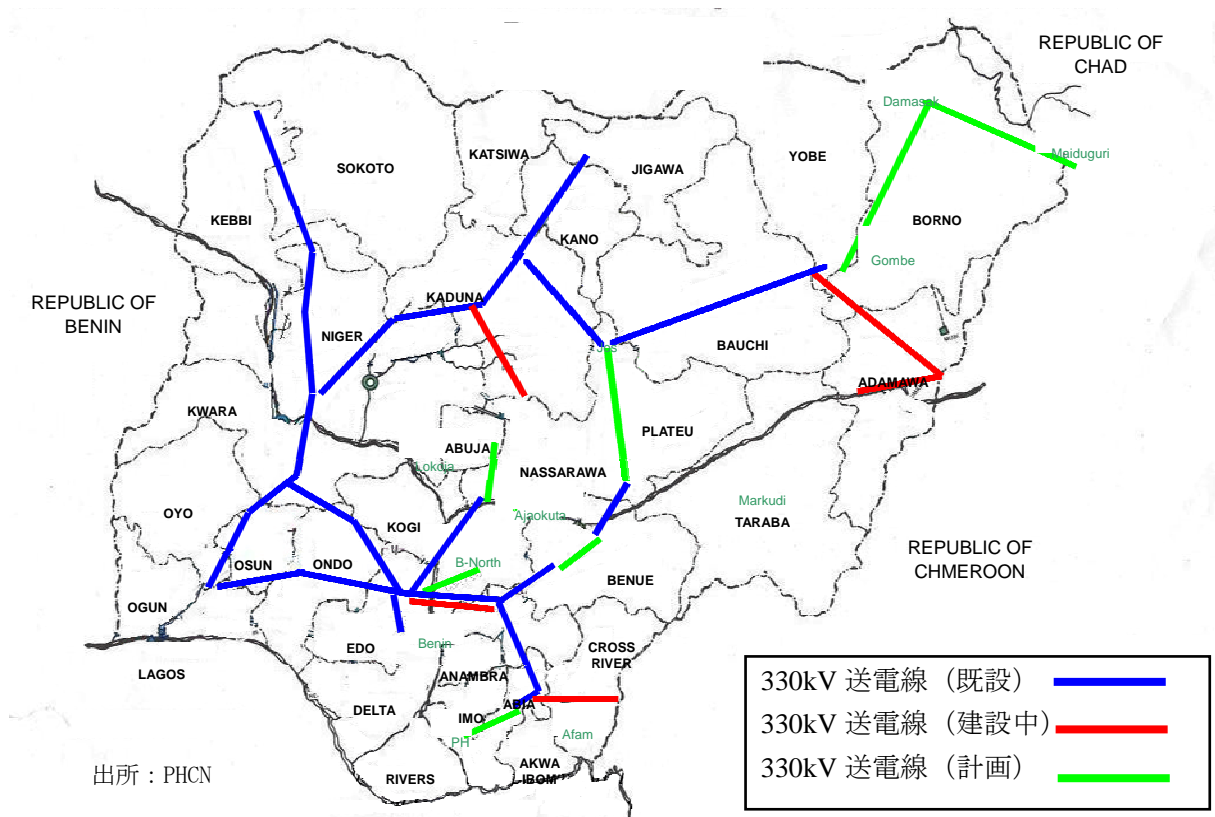 REPUBLIC OF
CHAD
Damasak
KATSIWA
YOBE
Meiduguri
SOKOTO
JIGAWA
KEBBI
BORNO
KANO
Gombe
REPUBLIC OF
BENIN
KADUNA
NIGER
Jos
BAUCHI
ADAMAWA
KWARA
PLATEU
ABUJA
Lokoja
NASSARAWA
Markudi
TARABA
OYO
Ajaokuta
KOGI
REPUBLIC OF
CHMEROON
OSUN
ONDO
B-North
BENUE
OGUN
EDO
Benin
CROSS
RIVER
LAGOS
ANAMBRA
ABIA
DELTA
IMO
PH
Afam
RIVERS
AKWA
IBOM
330kV 送電線（既設）
330kV 送電線（建設中）
330kV 送電線（計画）
出所：PHCN